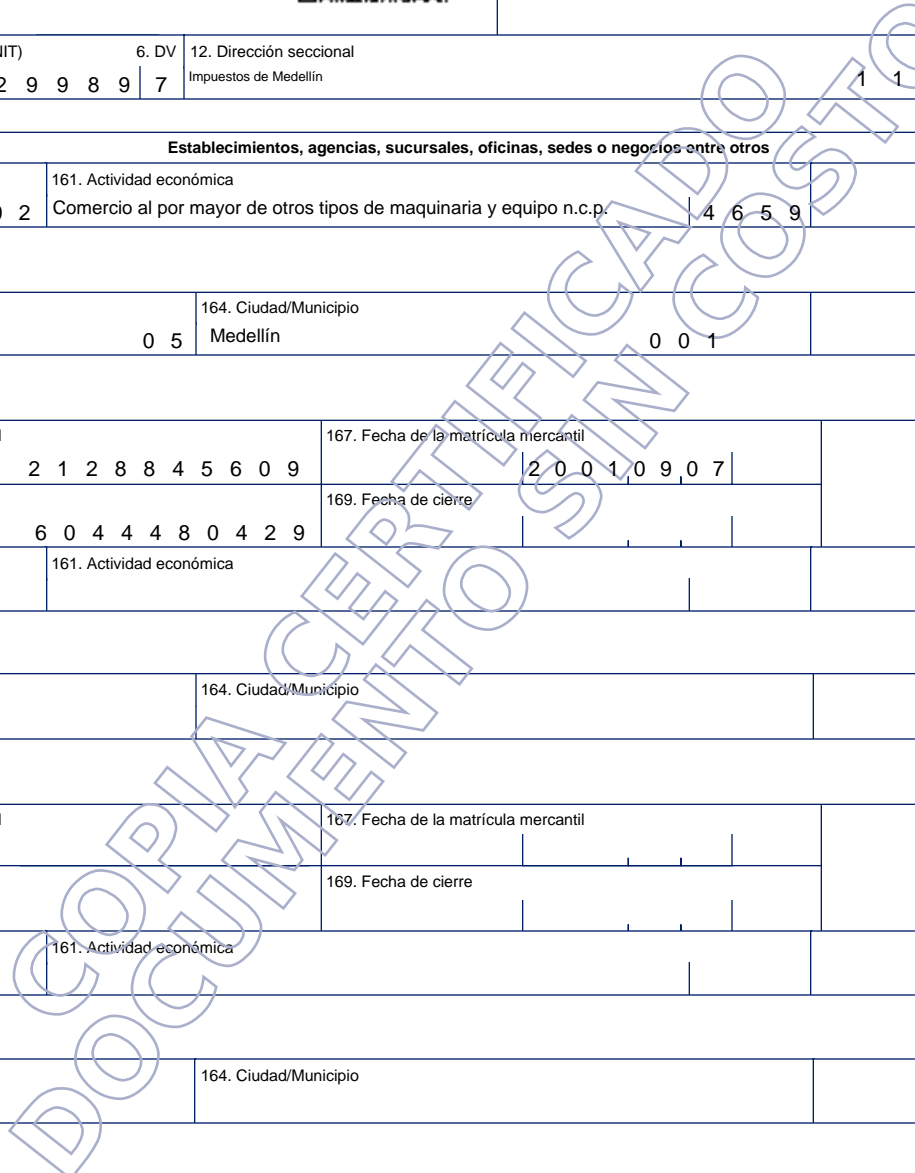 NIT) 6. DV 12. Dirección seccional
2 9 9 8 9 7 Impuestos de Medellín 1 1
Establecimientos, agencias, sucursales, oficinas, sedes o negocios entre otros
161. Actividad económica
0 2 Comercio al por mayor de otros tipos de maquinaria y equipo n.c.p. 4 6 5 9
164. Ciudad/Municipio
0 5 Medellín 0 0 1
167. Fecha de la matrícula mercantil
2 1 2 8 8 4 5 6 0 9 2 0 0 1 0 9 0 7
169. Fecha de cierre
6 0 4 4 4 8 0 4 2 9
161. Actividad económica
164. Ciudad/Municipio
167. Fecha de la matrícula mercantil
169. Fecha de cierre
161. Actividad económica
164. Ciudad/Municipio
COPIA CERTIFICADO
DOCUMENTO SIN COSTO